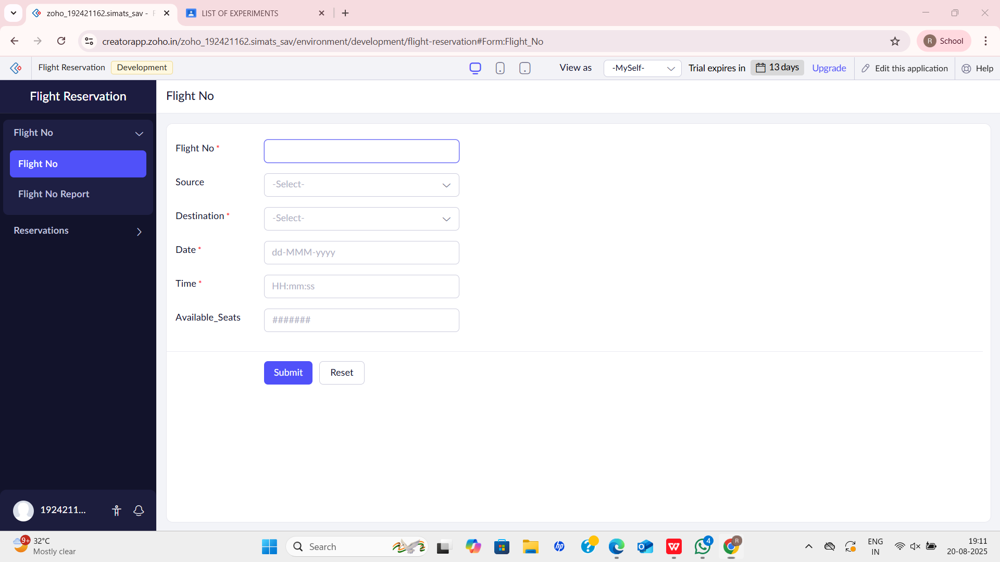 zoho_192421162.simats_sav - F
LIST OF EXPERIMENTS
creatorapp.zoho.in/zoho_192421162.simats_sav/environment/development/flight-reservation#Form:Flight_No
R School
Flight Reservation Development View as -MySelf- Trial expires in 13 days Upgrade Edit this application Help
Flight Reservation
Flight No
Flight No
Flight No Report
Reservations
1924211...
Flight No
Flight No *
Source -Select-
Destination * -Select-
Date * dd-MMM-yyyy
Time * HH:mm:ss
Available_Seats #######
Submit Reset
9+
32°C
Mostly clear
Search
hp
4
R
ENG
IN
19:11
20-08-2025